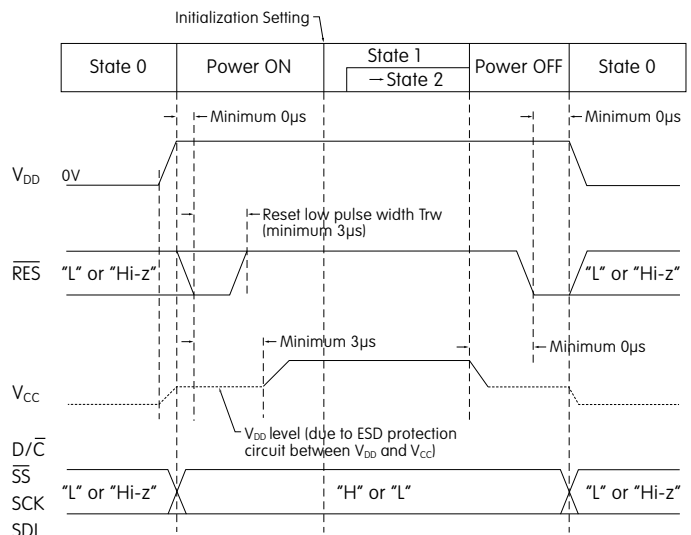 Initialization Setting
State 0
Power ON
State 1
→ State 2
Power OFF
State 0
Minimum 0µs
Minimum 0µs
VDD
0V
Reset low pulse width Trw
(minimum 3µs)
RES
"L" or "Hi-z"
"L" or "Hi-z"
Minimum 3µs
Minimum 0µs
VCC
VDD level (due to ESD protection
circuit between VDD and VCC)
D/C
SS
SCK
SDI
"L" or "Hi-z"
"H" or "L"
"L" or "Hi-z"